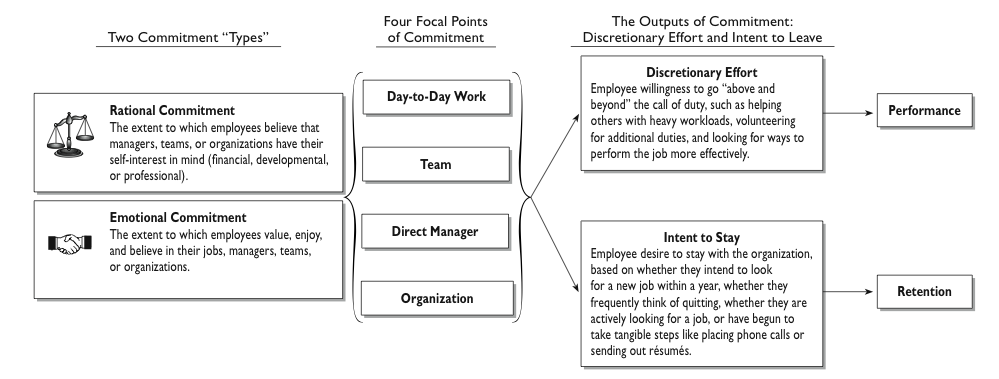 Two Commitment “Types”
Four Focal Points
of Commitment
The Outputs of Commitment:
Discretionary Effort and Intent to Leave
Rational Commitment
The extent to which employees believe that
managers, teams, or organizations have their
self-interest in mind (financial, developmental,
or professional).
Emotional Commitment
The extent to which employees value, enjoy,
and believe in their jobs, managers, teams,
or organizations.
Day-to-Day Work
Team
Direct Manager
Organization
Discretionary Effort
Employee willingness to go “above and
beyond” the call of duty, such as helping
others with heavy workloads, volunteering
for additional duties, and looking for ways to
perform the job more effectively.
Intent to Stay
Employee desire to stay with the organization,
based on whether they intend to look
for a new job within a year, whether they
frequently think of quitting, whether they are
actively looking for a job, or have begun to
take tangible steps like placing phone calls or
sending out résumés.
Performance
Retention